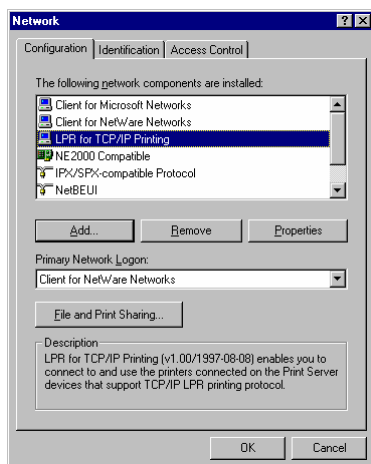 Network
Configuration Identification Access Control
The following network components are installed:
Client for Microsoft Networks
Client for NetWare Networks
LPR for TCP/IP Printing
NE2000 Compatible
IPX/SPX-compatible Protocol
NetBEUI
Add... Remove Properties
Primary Network Logon:
Client for NetWare Networks
File and Print Sharing...
Description
LPR for TCP/IP Printing (v1.00/1997-08-08) enables you to
connect to and use the printers connected on the Print Server
devices that support TCP/IP LPR printing protocol.
OK Cancel